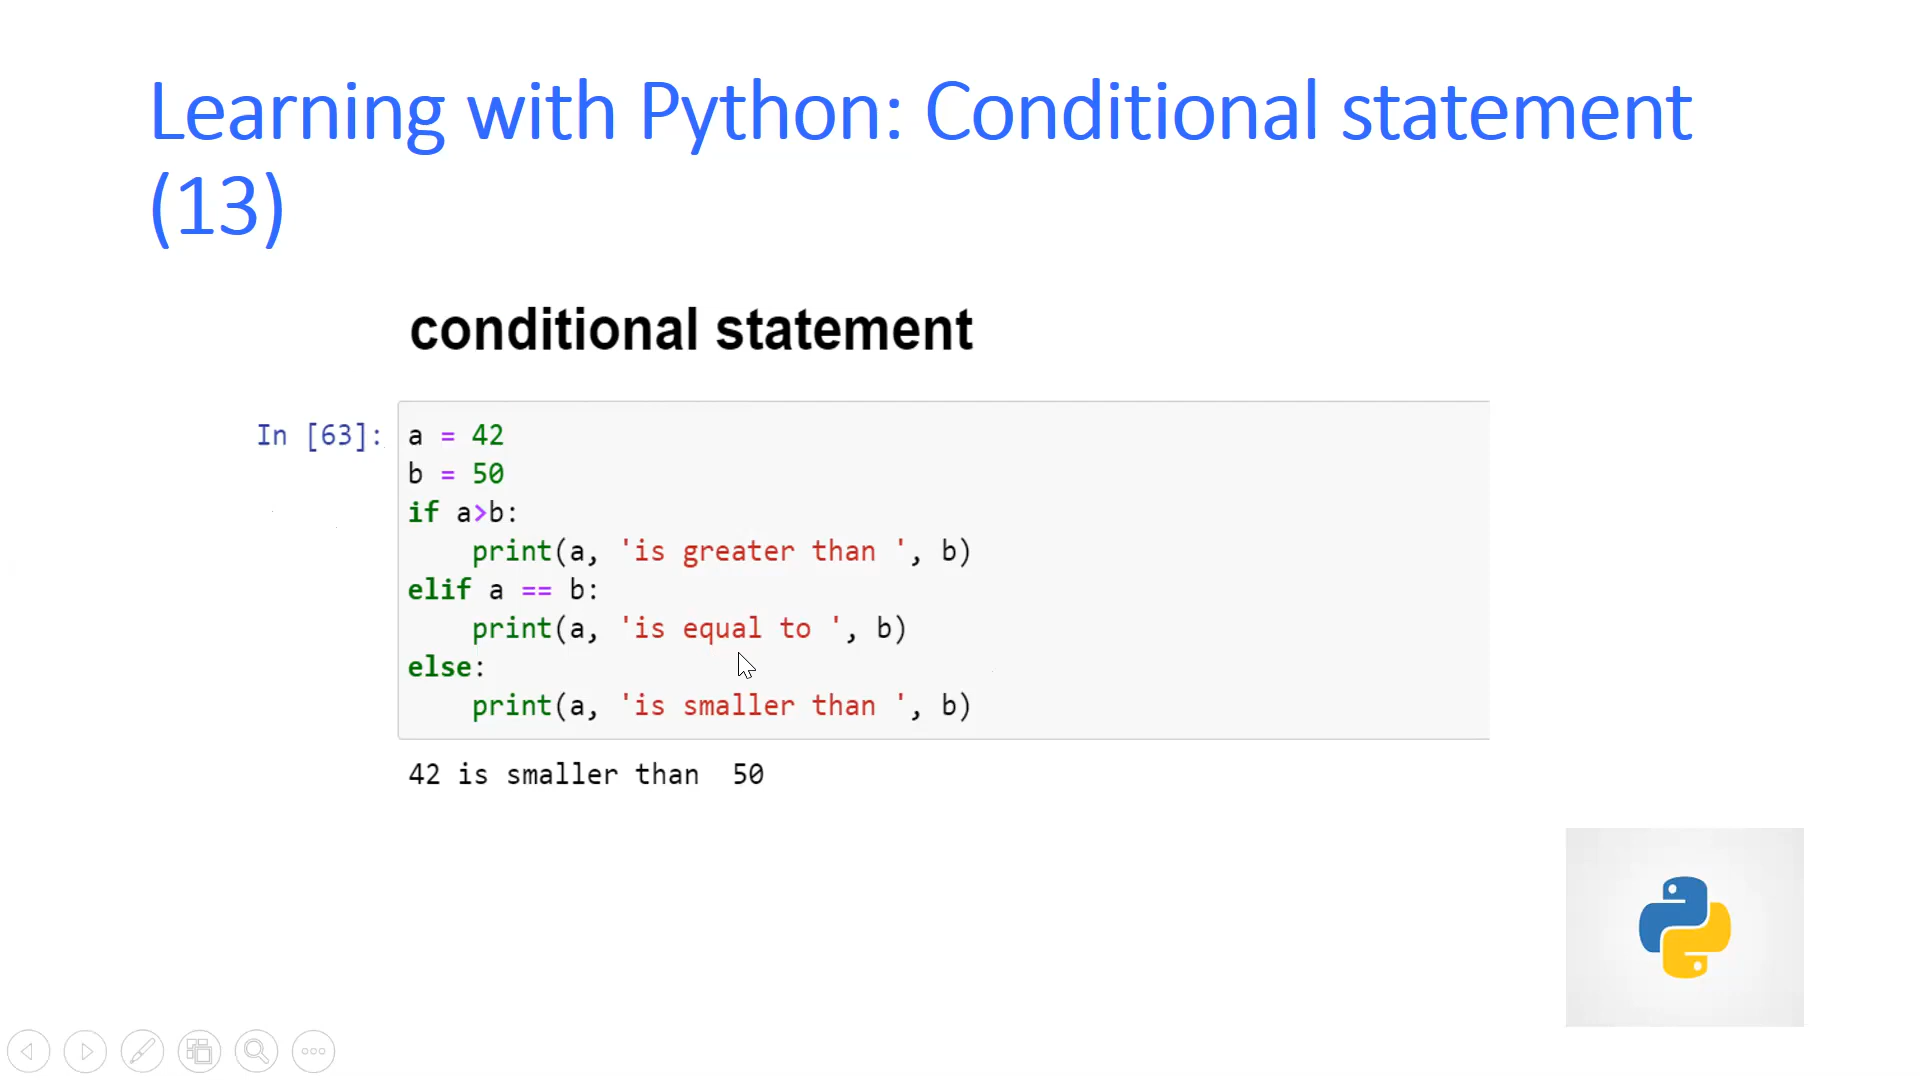 Learning with Python: Conditional statement
(13)
conditional statement
In [63]:
a = 42
b = 50
if a>b:
    print(a, 'is greater than ', b)
elif a == b:
    print(a, 'is equal to ', b)
else:
    print(a, 'is smaller than ', b)
42 is smaller than  50